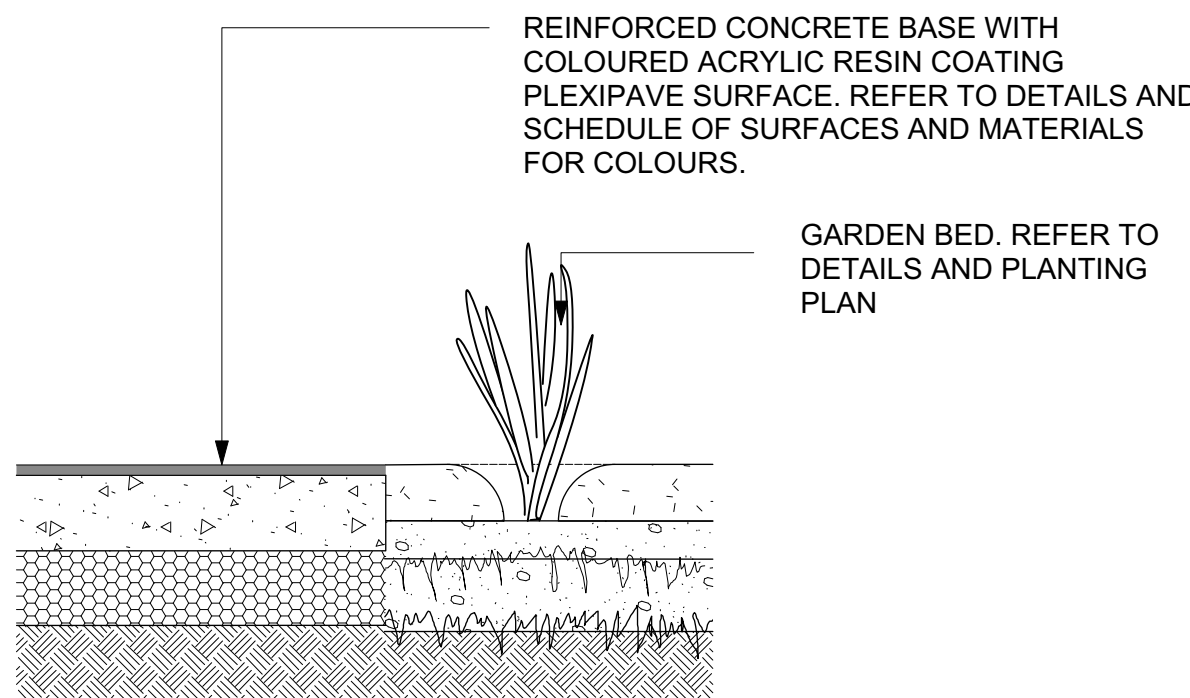 REINFORCED CONCRETE BASE WITH
COLOURED ACRYLIC RESIN COATING
PLEXIPAVE SURFACE. REFER TO DETAILS AND
SCHEDULE OF SURFACES AND MATERIALS
FOR COLOURS.
GARDEN BED. REFER TO
DETAILS AND PLANTING
PLAN